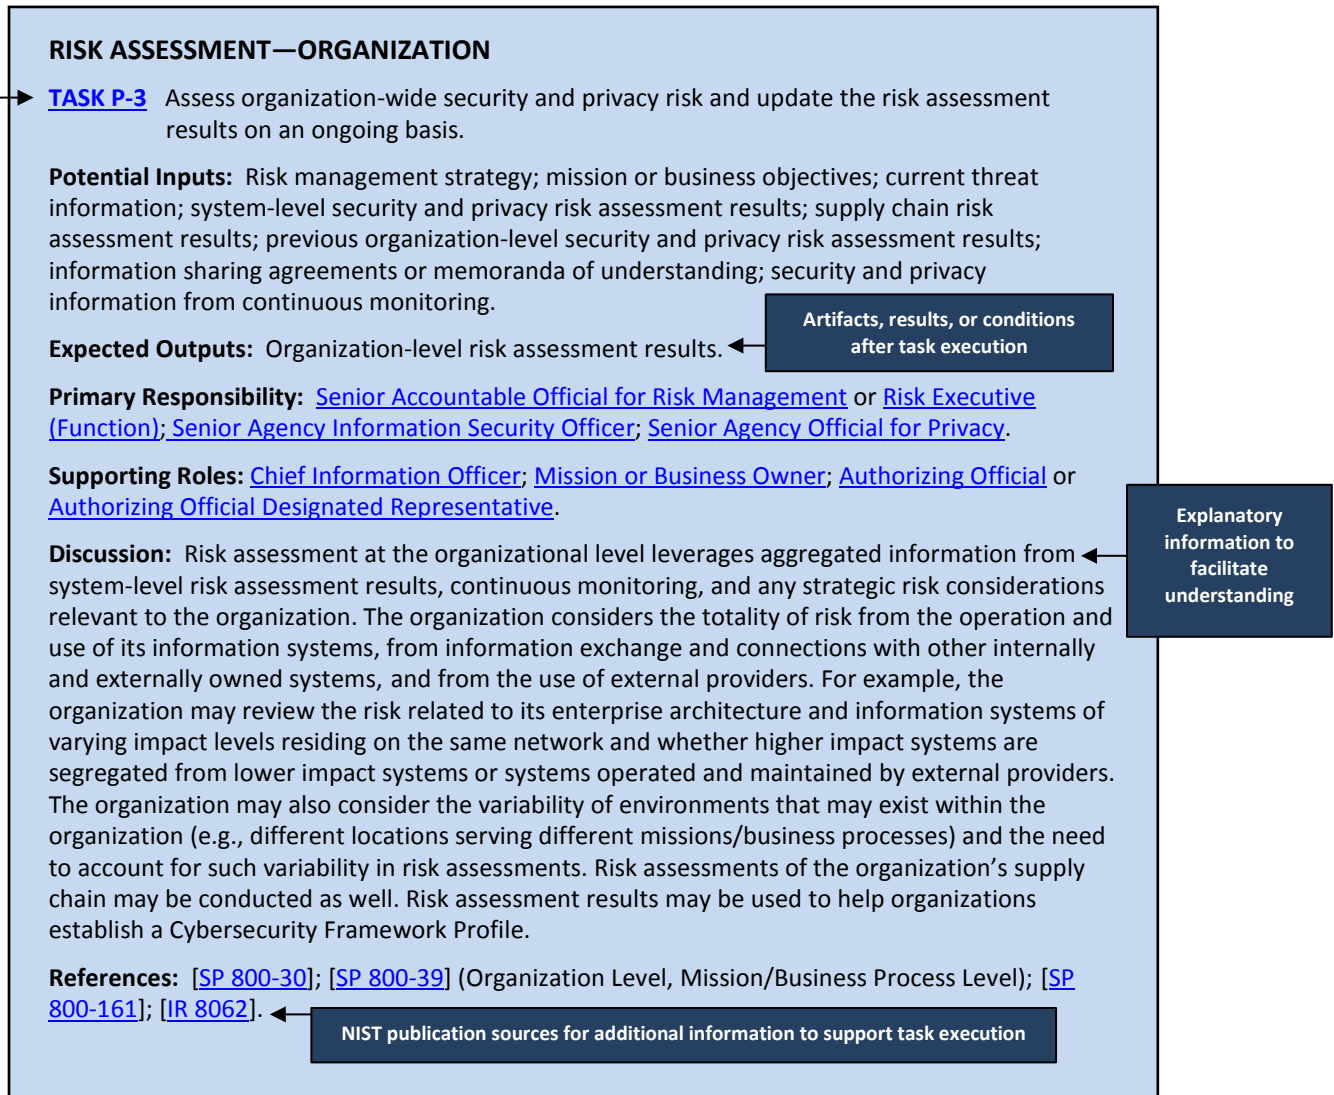 RISK ASSESSMENT—ORGANIZATION
TASK P-3 Assess organization-wide security and privacy risk and update the risk assessment
results on an ongoing basis.
Potential Inputs: Risk management strategy; mission or business objectives; current threat
information; system-level security and privacy risk assessment results; supply chain risk
assessment results; previous organization-level security and privacy risk assessment results;
information sharing agreements or memoranda of understanding; security and privacy
information from continuous monitoring.
Artifacts, results, or conditions
after task execution
Expected Outputs: Organization-level risk assessment results.
Primary Responsibility: Senior Accountable Official for Risk Management or Risk Executive
(Function); Senior Agency Information Security Officer; Senior Agency Official for Privacy.
Supporting Roles: Chief Information Officer; Mission or Business Owner; Authorizing Official or
Authorizing Official Designated Representative.
Explanatory
information to
facilitate
understanding
Discussion: Risk assessment at the organizational level leverages aggregated information from
system-level risk assessment results, continuous monitoring, and any strategic risk considerations
relevant to the organization. The organization considers the totality of risk from the operation and
use of its information systems, from information exchange and connections with other internally
and externally owned systems, and from the use of external providers. For example, the
organization may review the risk related to its enterprise architecture and information systems of
varying impact levels residing on the same network and whether higher impact systems are
segregated from lower impact systems or systems operated and maintained by external providers.
The organization may also consider the variability of environments that may exist within the
organization (e.g., different locations serving different missions/business processes) and the need
to account for such variability in risk assessments. Risk assessments of the organization's supply
chain may be conducted as well. Risk assessment results may be used to help organizations
establish a Cybersecurity Framework Profile.
References: [SP 800-30]; [SP 800-39] (Organization Level, Mission/Business Process Level); [SP
800-161]; [IR 8062].
NIST publication sources for additional information to support task execution